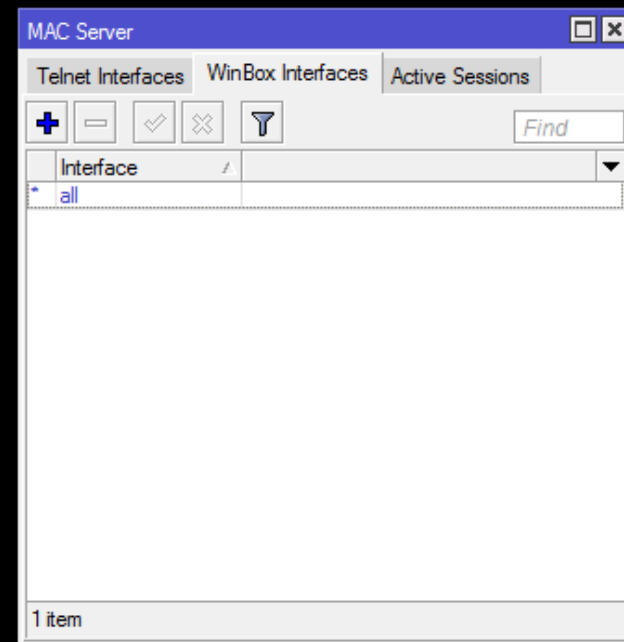 MAC Server
Telnet Interfaces WinBox Interfaces Active Sessions
Find
Interface
* all
1 item